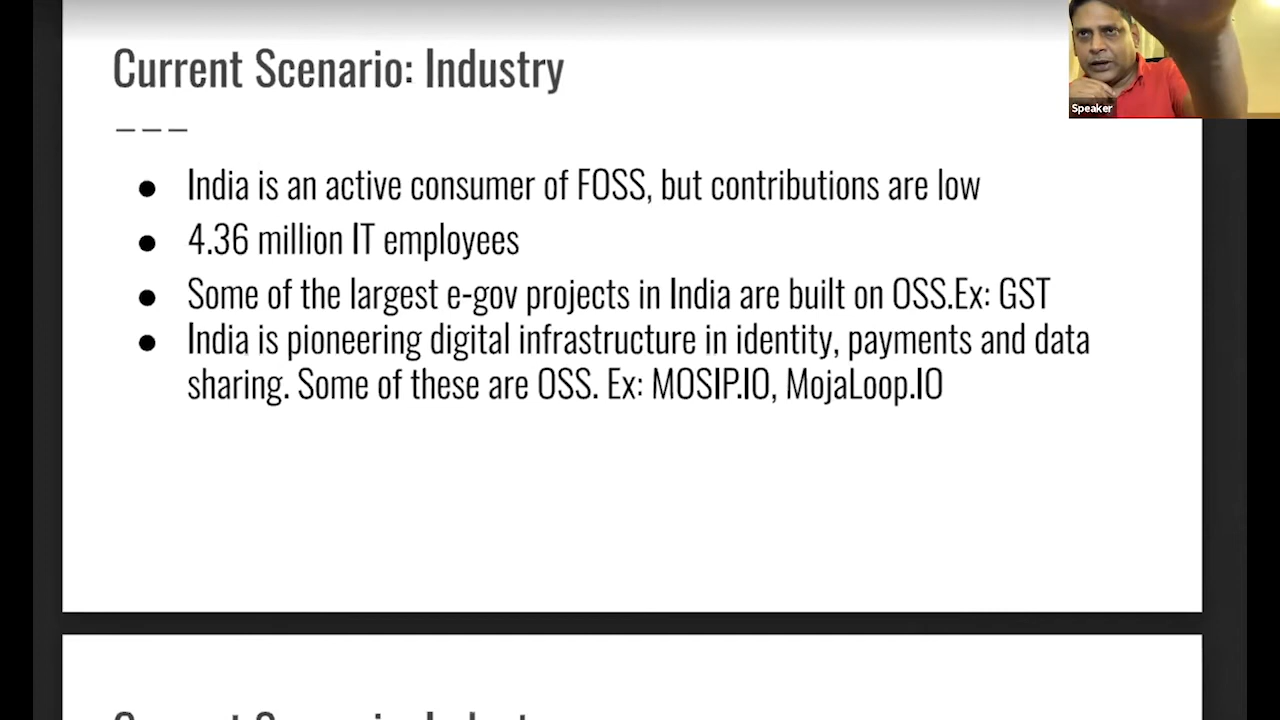 Current Scenario: Industry
– – –
● India is an active consumer of FOSS, but contributions are low
● 4.36 million IT employees
● Some of the largest e-gov projects in India are built on OSS.Ex: GST
● India is pioneering digital infrastructure in identity, payments and data
sharing. Some of these are OSS. Ex: MOSIP.IO, MojaLoop.IO
Speaker